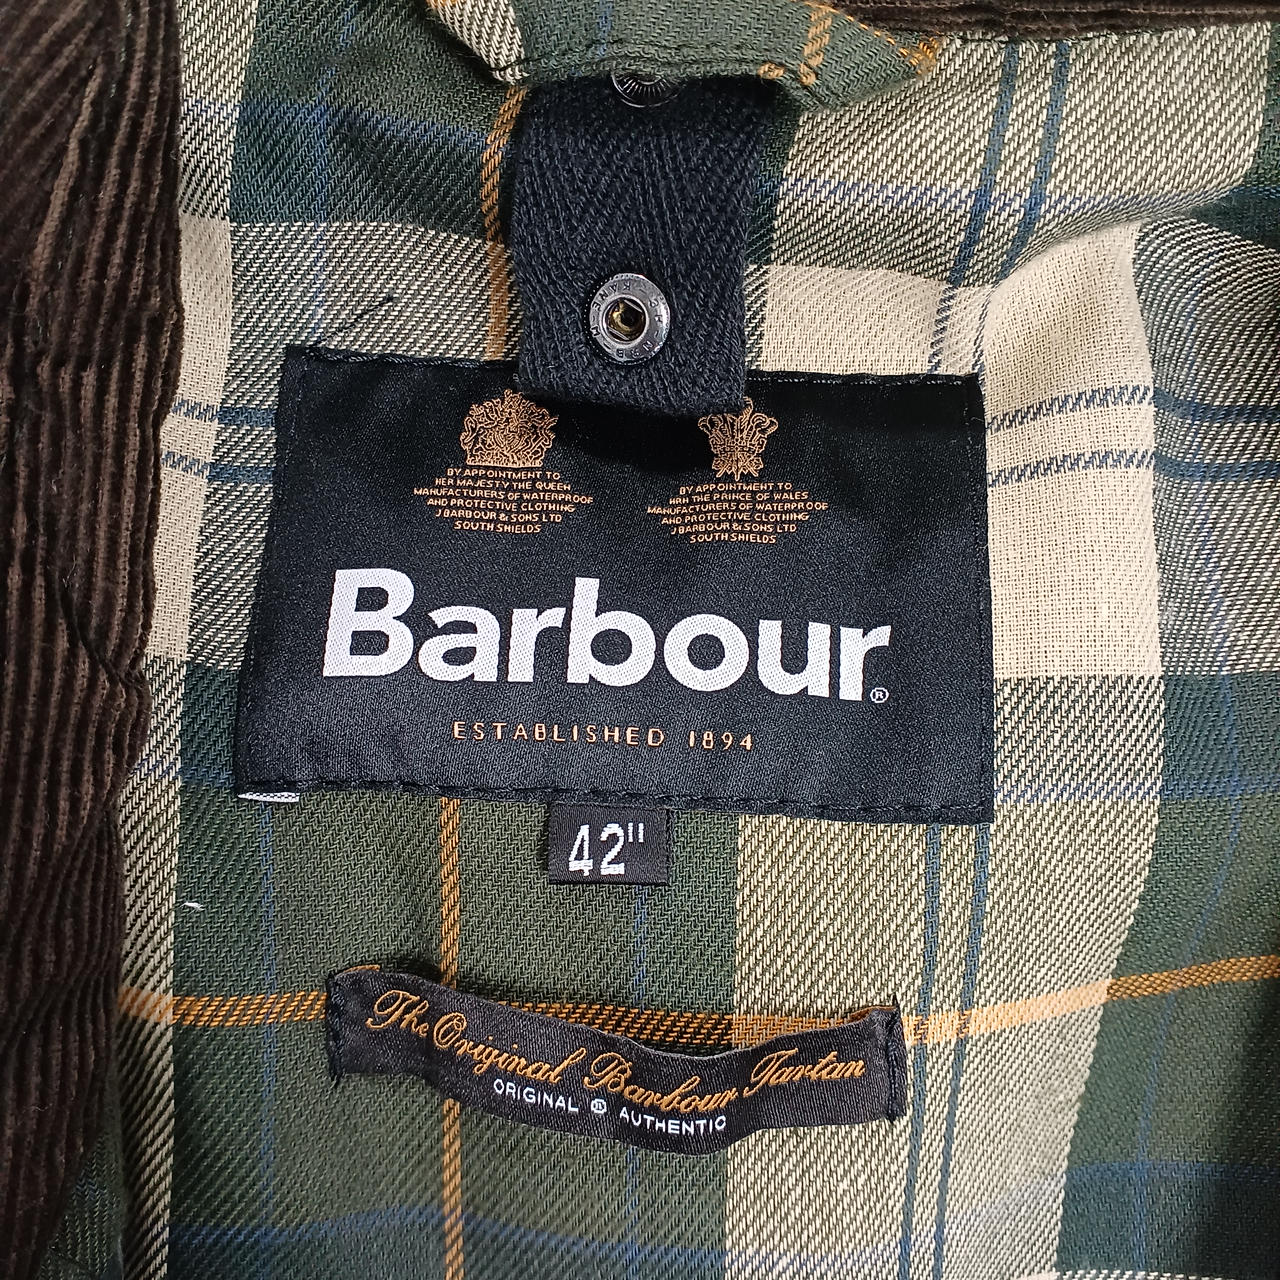 BY APPOINTMENT TO
HER MAJESTY THE QUEEN
MANUFACTURERS OF WATERPROOF
AND PROTECTIVE CLOTHING
J BARBOUR & SONS LTD
SOUTH SHIELDS
BY APPOINTMENT TO
HRH THE PRINCE OF WALES
MANUFACTURERS OF WATERPROOF
AND PROTECTIVE CLOTHING
J BARBOUR & SONS LTD
SOUTH SHIELDS
Barbour®
ESTABLISHED 1894
42"
The Original Barbour Tartan
ORIGINAL AUTHENTIC